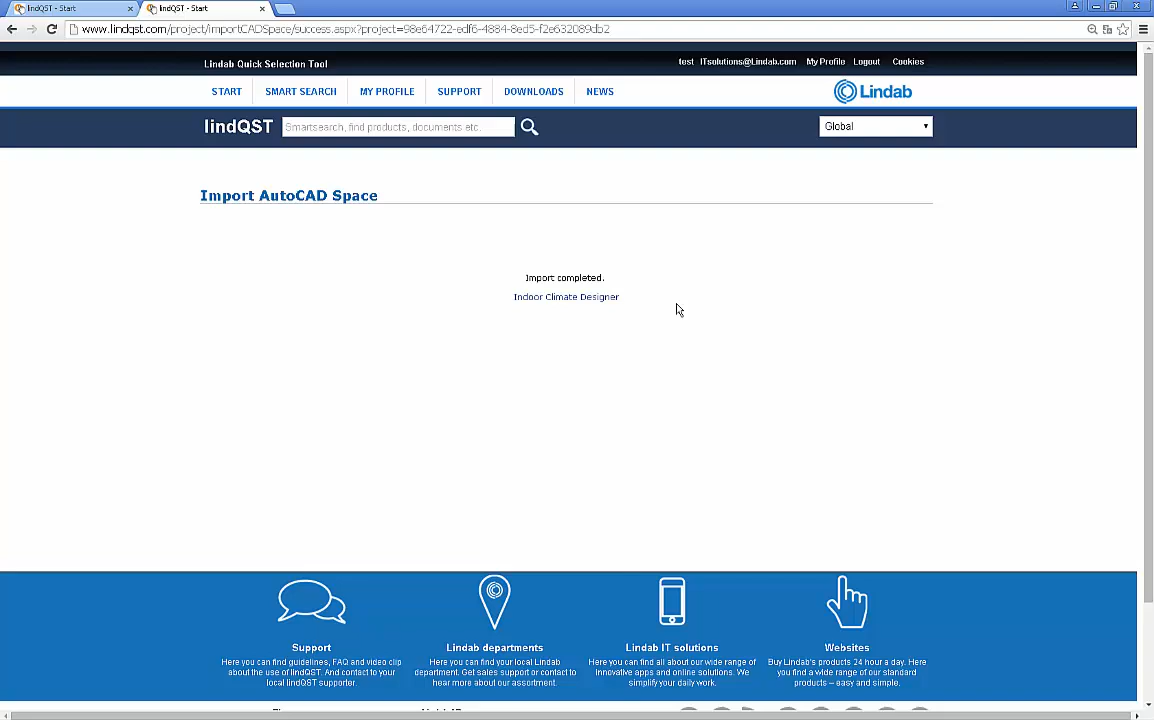 lindQST - Start
lindQST - Start
www.lindqst.com/project/importCADSpace/success.aspx?project=98e64722-edf6-4884-8ed5-f2e632089db2
Lindab Quick Selection Tool
test ITsolutions@Lindab.com My Profile Logout Cookies
START SMART SEARCH MY PROFILE SUPPORT DOWNLOADS NEWS
Lindab
lindQST Smartsearch, find products, documents etc. Global
Import AutoCAD Space
Import completed.
Indoor Climate Designer
Support
Here you can find guidelines, FAQ and video clip
about the use of lindQST. And contact to your
local lindQST supporter.
Lindab departments
Here you can find your local Lindab
department. Get sales support or contact to
hear more about our assortment.
Lindab IT solutions
Here you can find all about our wide range of
innovative apps and online solutions. We
simplify your daily work.
Websites
Buy Lindab's products 24 hour a day. Here
you find a wide range of our standard
products – easy and simple.